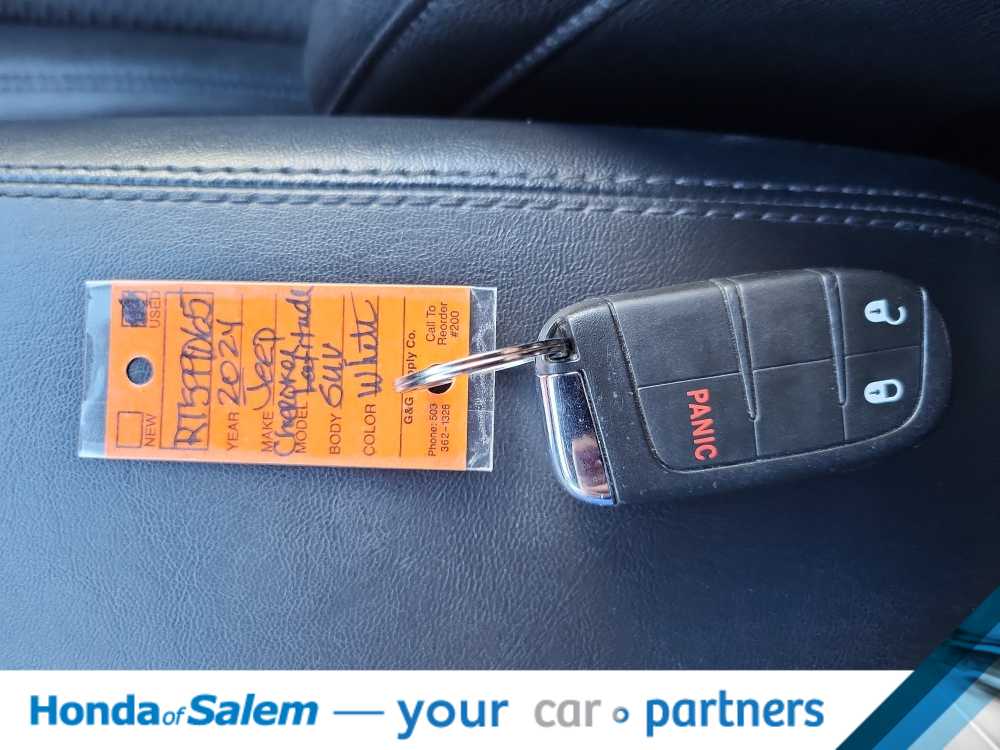 USED
NEW
YEAR 2024
MAKE Jeep
Cherokee
MODEL Latitude
BODY SUV
COLOR White
G&G
Co.
Phone: 503
362-1328
Call To
Reorder
#200
PANIC
Honda of Salem — your car partners